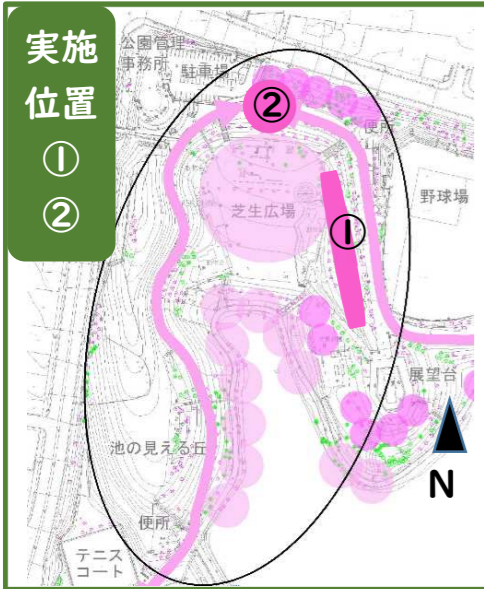 実施
位置
①
②
公園管理
事務所
駐車場
②
便所
野球場
芝生広場
①
展望台
池の見える丘
N
便所
テニス
コート